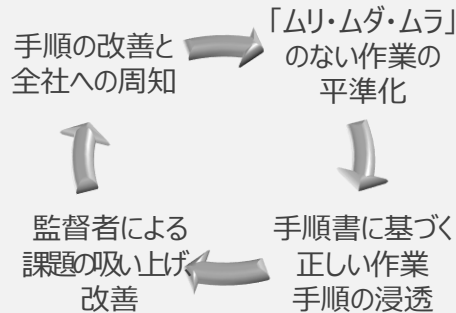 手順の改善と
全社への周知
「ムリ・ムダ・ムラ」
のない作業の
平準化
手順書に基づく
正しい作業
手順の浸透
監督者による
課題の吸い上げ
改善